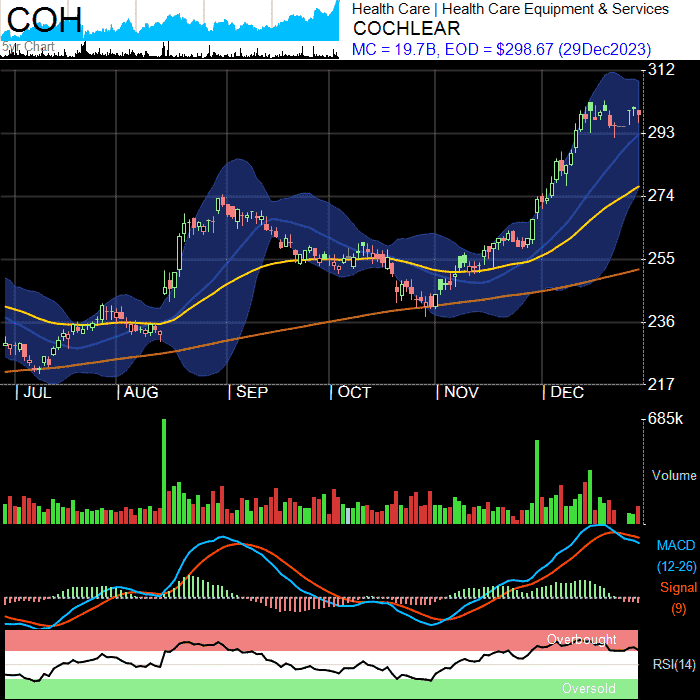 COH
5yr Chart
Health Care | Health Care Equipment & Services
COCHLEAR
MC = 19.7B, EOD = $298.67 (29Dec2023)
312
293
274
255
236
217
| JUL | AUG | SEP | OCT | NOV | DEC
685k
Volume
MACD
(12-26)
Signal
(9)
Overbought
RSI(14)
Oversold